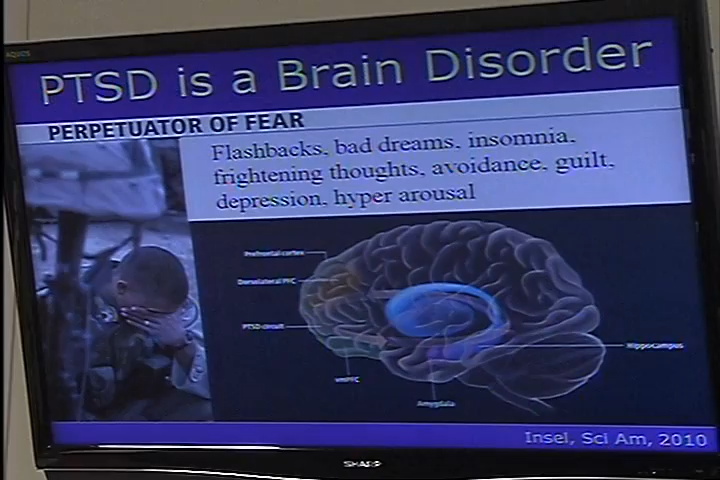 AQUOS
PTSD is a Brain Disorder
PERPETUATOR OF FEAR
Flashbacks, bad dreams, insomnia,
frightening thoughts, avoidance, guilt,
depression, hyper arousal
Prefrontal cortex
Dorsolateral PFC
PTSD circuit
vmPFC
Amygdala
Hippocampus
Insel, Sci Am, 2010
SHARP